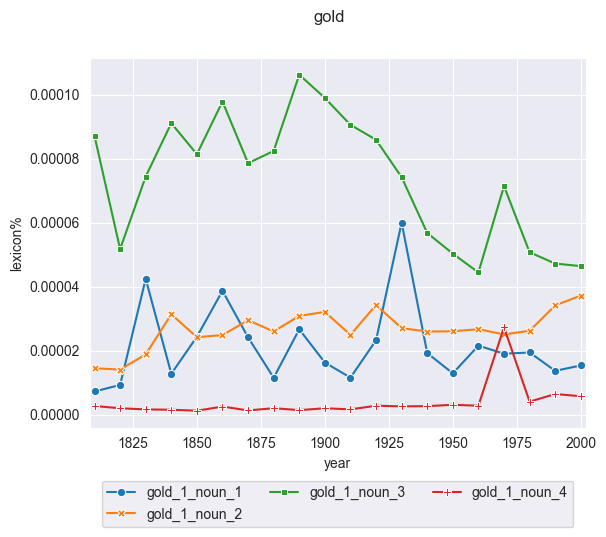 gold
0.00010
0.00008
0.00006
0.00004
0.00002
0.00000
lexicon%
1825 1850 1875 1900 1925 1950 1975 2000
year
gold_1_noun_1 gold_1_noun_3 gold_1_noun_4
gold_1_noun_2